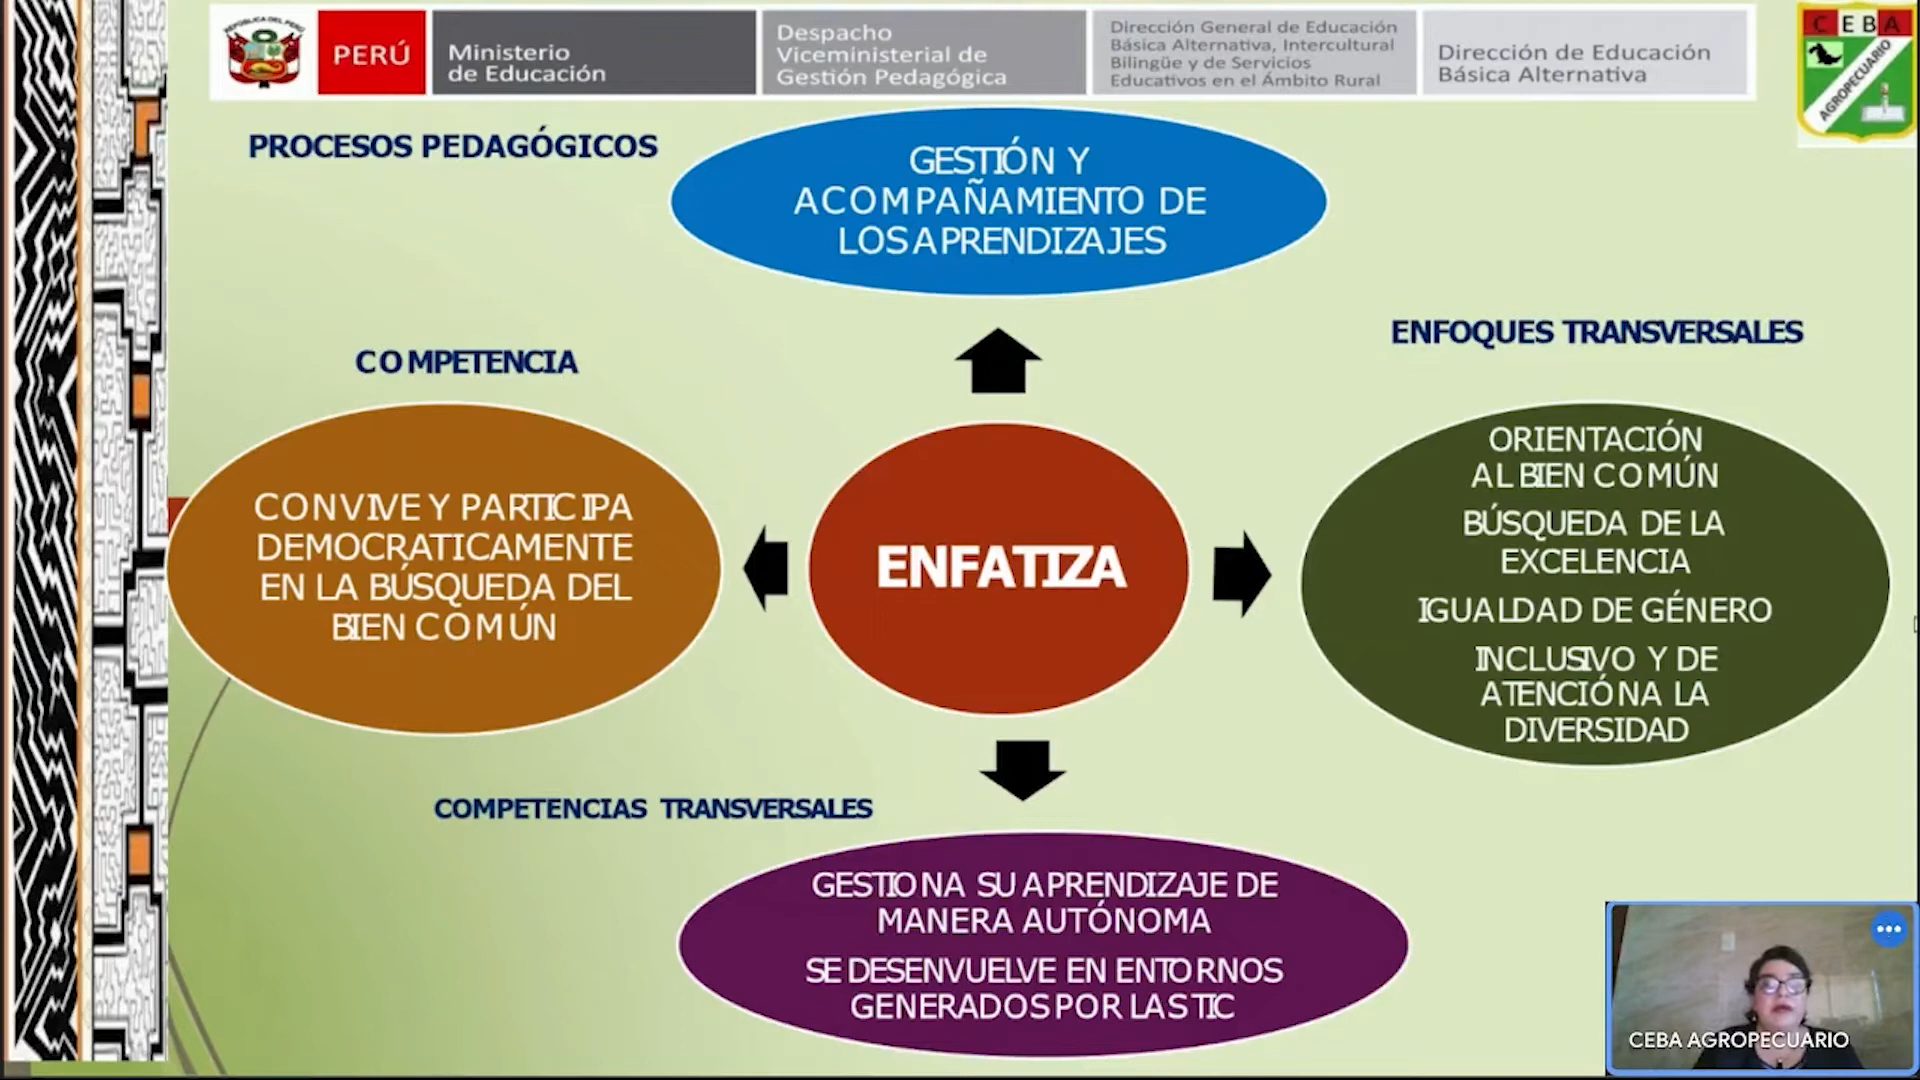 REPÚBLICA DEL PERÚ
PERÚ
Ministerio
de Educación
Despacho
Viceministerial de
Gestión Pedagógica
Dirección General de Educación
Básica Alternativa, Intercultural
Bilingüe y de Servicios
Educativos en el Ámbito Rural
Dirección de Educación
Básica Alternativa
CEBA
AGROPECUARIO
PROCESOS PEDAGÓGICOS
GESTIÓN Y
ACOMPAÑAMIENTO DE
LOS APRENDIZAJES
COMPETENCIA
CONVIVE Y PARTICIPA
DEMOCRATICAMENTE
EN LA BÚSQUEDA DEL
BIEN COMÚN
ENFATIZA
ENFOQUES TRANSVERSALES
ORIENTACIÓN
AL BIEN COMÚN
BÚSQUEDA DE LA
EXCELENCIA
IGUALDAD DE GÉNERO
INCLUSIVO Y DE
ATENCIÓN A LA
DIVERSIDAD
COMPETENCIAS TRANSVERSALES
GESTIONA SU APRENDIZAJE DE
MANERA AUTÓNOMA
SE DESENVUELVE EN ENTORNOS
GENERADOS POR LAS TIC
CEBA AGROPECUARIO